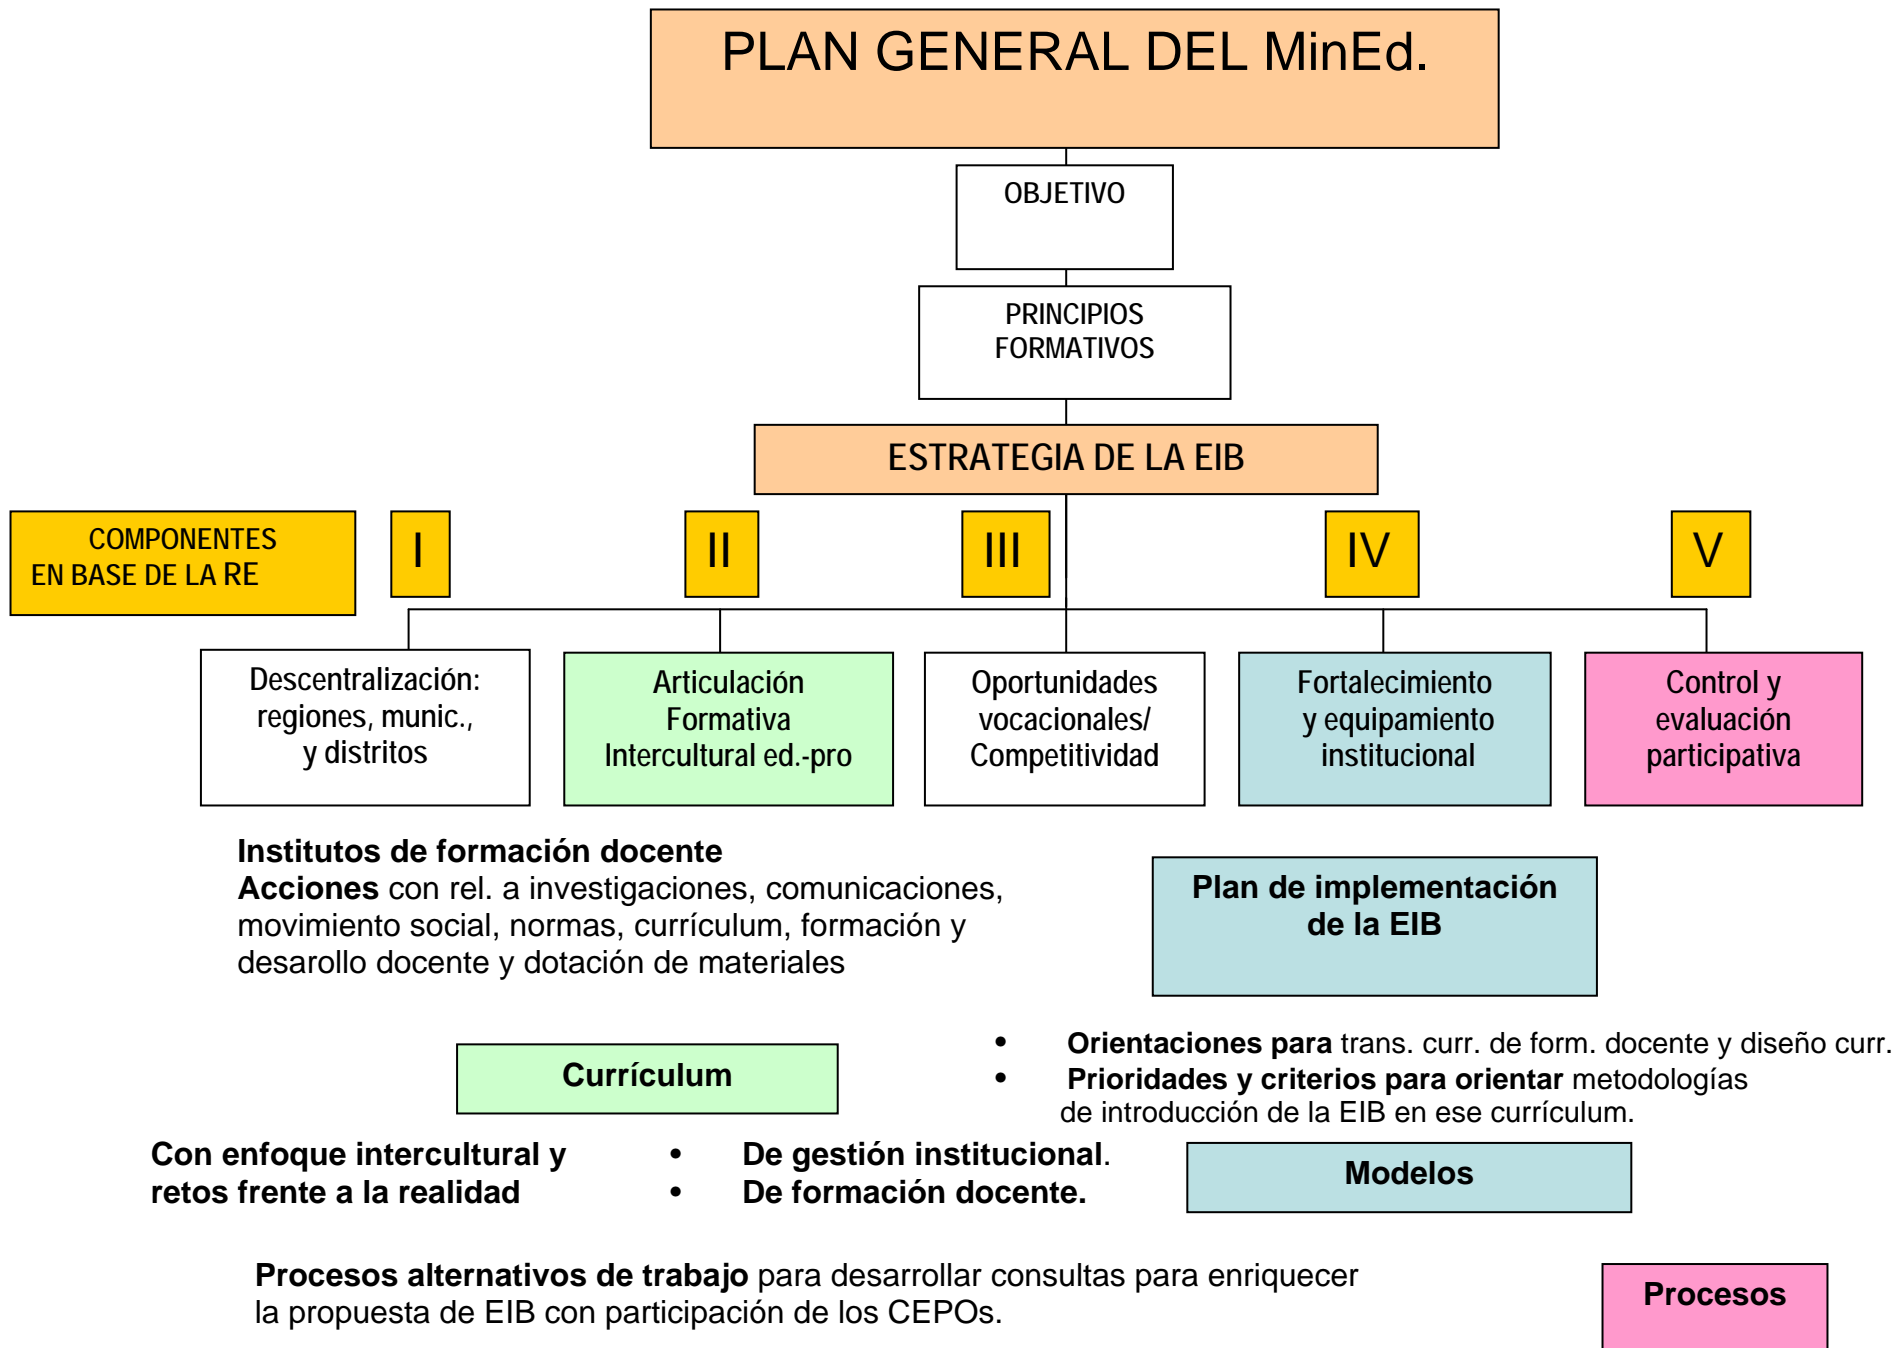 PLAN GENERAL DEL MinEd.
OBJETIVO
PRINCIPIOS
FORMATIVOS
ESTRATEGIA DE LA EIB
COMPONENTES
EN BASE DE LA RE
I
II
III
IV
V
Descentralización:
regiones, munic.,
y distritos
Articulación
Formativa
Intercultural ed.-pro
Oportunidades
vocacionales/
Competitividad
Fortalecimiento
y equipamiento
institucional
Control y
evaluación
participativa
Institutos de formación docente
Acciones con rel. a investigaciones, comunicaciones,
movimiento social, normas, currículum, formación y
desarollo docente y dotación de materiales
Plan de implementación
de la EIB
Currículum
• Orientaciones para trans. curr. de form. docente y diseño curr.
• Prioridades y criterios para orientar metodologías
de introducción de la EIB en ese currículum.
Con enfoque intercultural y
retos frente a la realidad
• De gestión institucional.
• De formación docente.
Modelos
Procesos alternativos de trabajo para desarrollar consultas para enriquecer
la propuesta de EIB con participación de los CEPOs.
Procesos